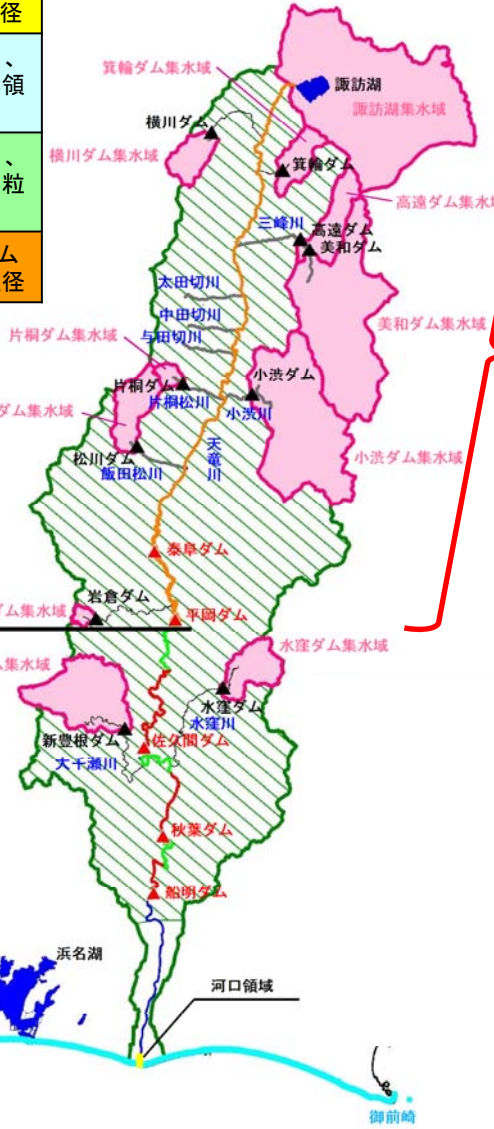 径
、
領
、
粒
ム
径
箕輪ダム集水域
諏訪湖
諏訪湖集水域
横川ダム
横川ダム集水域
箕輪ダム
高遠ダム集水域
三峰川
高遠ダム
美和ダム
太田切川
中田切川
与田切川
美和ダム集水域
片桐ダム集水域
片桐ダム
片桐松川
小渋ダム
小渋川
ダム集水域
松川ダム
飯田松川
天竜川
小渋ダム集水域
泰阜ダム
岩倉ダム
ダム集水域
平岡ダム
水窪ダム集水域
集水域
水窪ダム
水窪川
新豊根ダム
佐久間ダム
大千瀬川
秋葉ダム
船明ダム
浜名湖
河口領域
御前崎